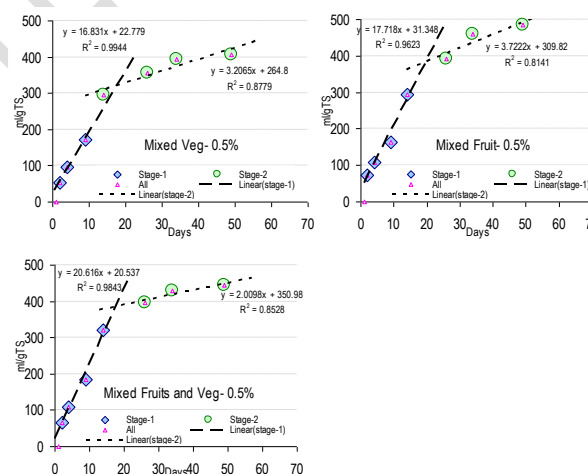 500
400
300
200
100
0
ml/gTS
y = 16.831x + 22.779
R² = 0.9944
y = 3.2065x + 264.8
R² = 0.8779
Mixed Veg- 0.5%
Stage-1 Stage-2
All Linear(stage-1)
Linear(stage-2)
0 10 20 30 40 50 60 70
Days
500
400
300
200
100
0
ml/gTS
y = 17.718x + 31.348
R² = 0.9623
y = 3.7222x + 309.82
R² = 0.8141
Mixed Fruit- 0.5%
Stage-1 Stage-2
All Linear(stage-1)
Linear(stage-2)
0 10 20 30 40 50 60 70
Days
500
400
300
200
100
0
ml/gTS
y = 20.616x + 20.537
R² = 0.9843
y = 2.0098x + 350.98
R² = 0.8528
Mixed Fruits and Veg- 0.5%
Stage-1 Stage-2
All Linear(stage-1)
Linear(stage-2)
0 10 20 30 40 50 60 70
Days